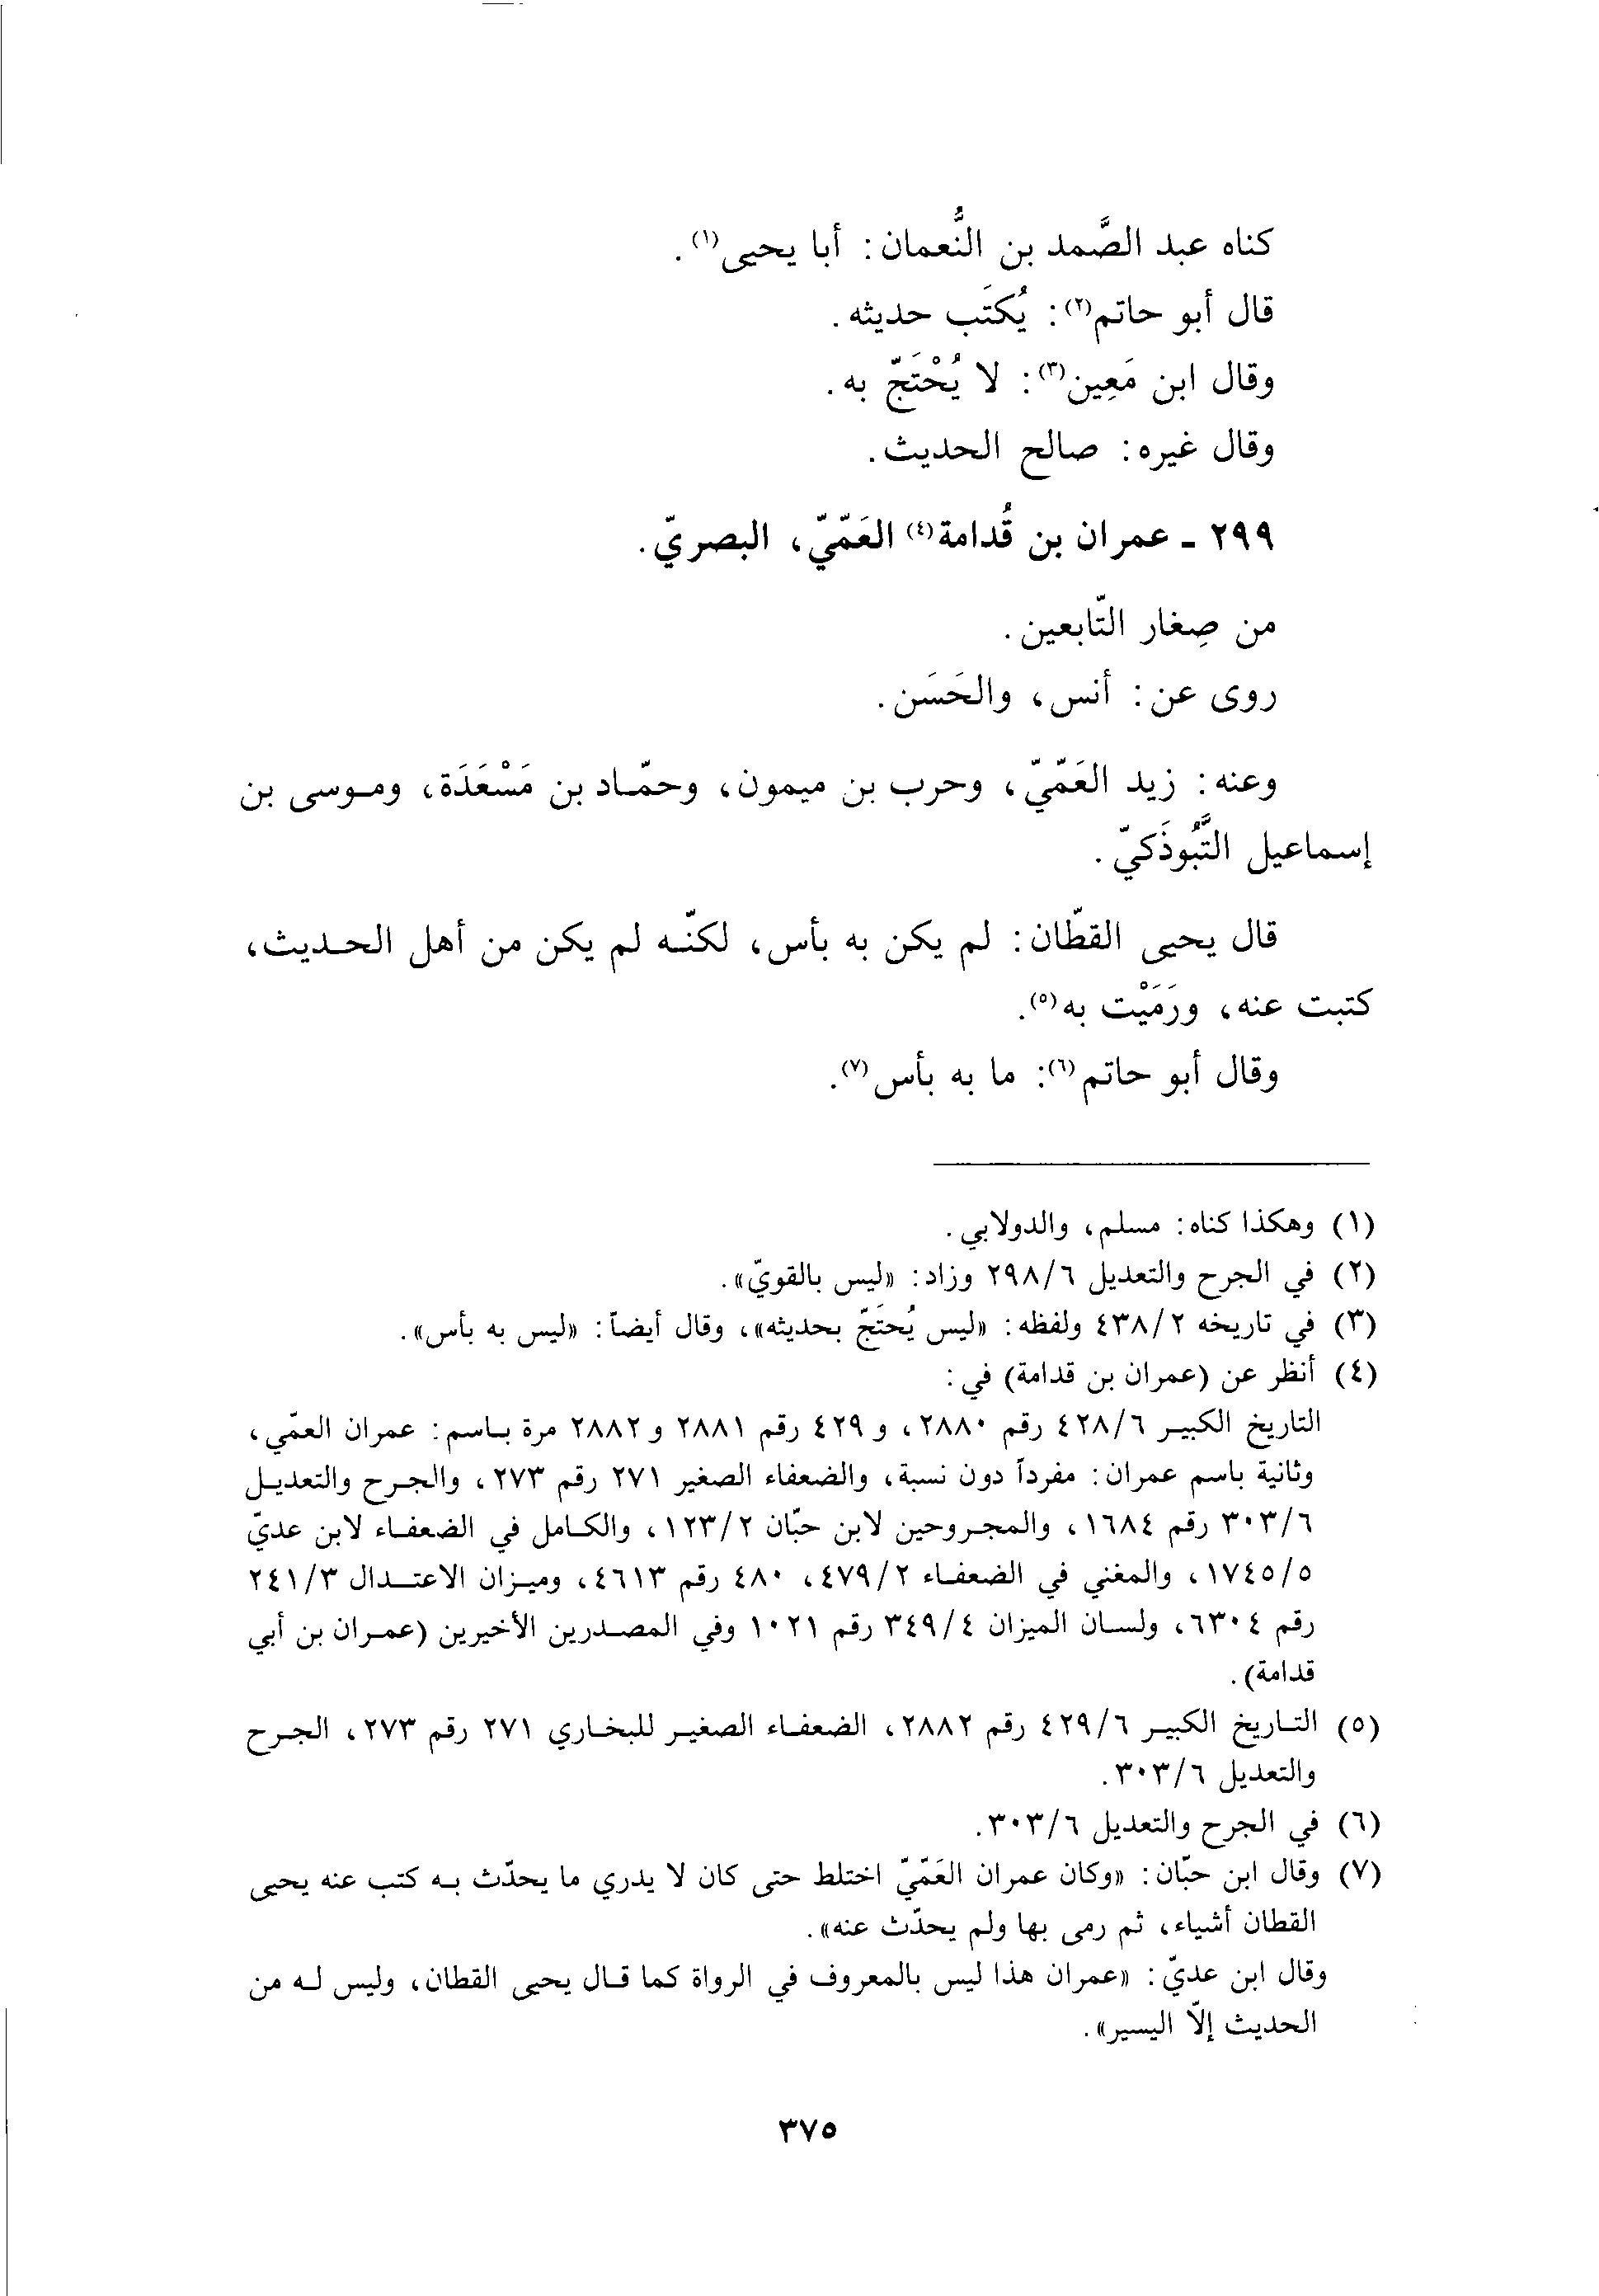 كناه عبد الصَّمد بن النُّعمان: أبا يحيى(١).
قال أبو حاتم(٢): يُكتَب حديثه.
وقال ابن مَعِين(٣): لا يُحْتَجّ به.
وقال غيره: صالح الحديث.
٢٩٩ ـ عمران بن قُدامة(٤) العَمّيّ، البصريّ.
من صِغار التّابعين.
روى عن: أنس، والحَسَن.
وعنه: زيد العَمّيّ، وحرب بن ميمون، وحمّاد بن مَسْعَدَة، وموسى بن
إسماعيل التَّبُوذَكيّ.
قال يحيى القطّان: لم يكن به بأس، لكنّه لم يكن من أهل الحديث،
كتبت عنه، ورَمَيْت به(٥).
وقال أبو حاتم(٦): ما به بأس(٧).
(١) وهكذا كناه: مسلم، والدولابي.
(٢) في الجرح والتعديل ٢٩٨/٦ وزاد: «ليس بالقويّ».
(٣) في تاريخه ٤٣٨/٢ ولفظه: «ليس يُحتَجّ بحديثه»، وقال أيضاً: «ليس به بأس».
(٤) أنظر عن (عمران بن قدامة) في:
التاريخ الكبير ٤٢٨/٦ رقم ٢٨٨٠، و ٤٢٩ رقم ٢٨٨١ و ٢٨٨٢ مرة باسم: عمران العمّي،
وثانية باسم عمران: مفرداً دون نسبة، والضعفاء الصغير ٢٧١ رقم ٢٧٣، والجرح والتعديل
٣٠٣/٦ رقم ١٦٨٤، والمجروحين لابن حبّان ١٢٣/٢، والكامل في الضعفاء لابن عديّ
١٧٤٥/٥، والمغني في الضعفاء ٤٧٩/٢، ٤٨٠ رقم ٤٦١٣، وميزان الاعتدال ٢٤١/٣
رقم ٦٣٠٤، ولسان الميزان ٣٤٩/٤ رقم ١٠٢١ وفي المصدرين الأخيرين (عمران بن أبي
قدامة).
(٥) التاريخ الكبير ٤٢٩/٦ رقم ٢٨٨٢، الضعفاء الصغير للبخاري ٢٧١ رقم ٢٧٣، الجرح
والتعديل ٣٠٣/٦.
(٦) في الجرح والتعديل ٣٠٣/٦.
(٧) وقال ابن حبّان: «وكان عمران العَمّيّ اختلط حتى كان لا يدري ما يحدّث به كتب عنه يحيى
القطان أشياء، ثم رمى بها ولم يحدّث عنه».
وقال ابن عديّ: «عمران هذا ليس بالمعروف في الرواة كما قال يحيى القطان، وليس له من
الحديث إلاّ اليسير».
٣٧٥